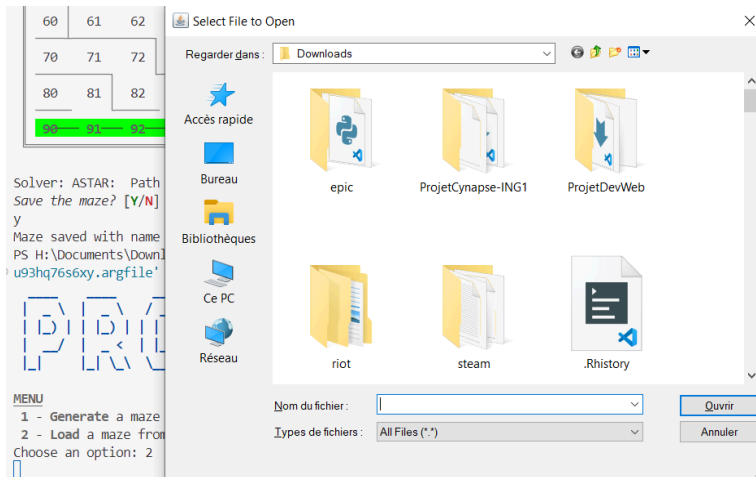 60 61 62
70 71 72
80 81 82
90 91 92
Solver: ASTAR: Path
Save the maze? [Y/N]
y
Maze saved with name
PS H:\Documents\Downl
u93hq76s6xy.argfile'
PRO
MENU
1 - Generate a maze
2 - Load a maze from
Choose an option: 2
Select File to Open
Regarder dans :
Downloads
Accès rapide
Bureau
Bibliothèques
Ce PC
Réseau
epic
ProjetCynapse-ING1
ProjetDevWeb
riot
steam
.Rhistory
Nom du fichier :
Ouvrir
Types de fichiers :
All Files (*.*)
Annuler